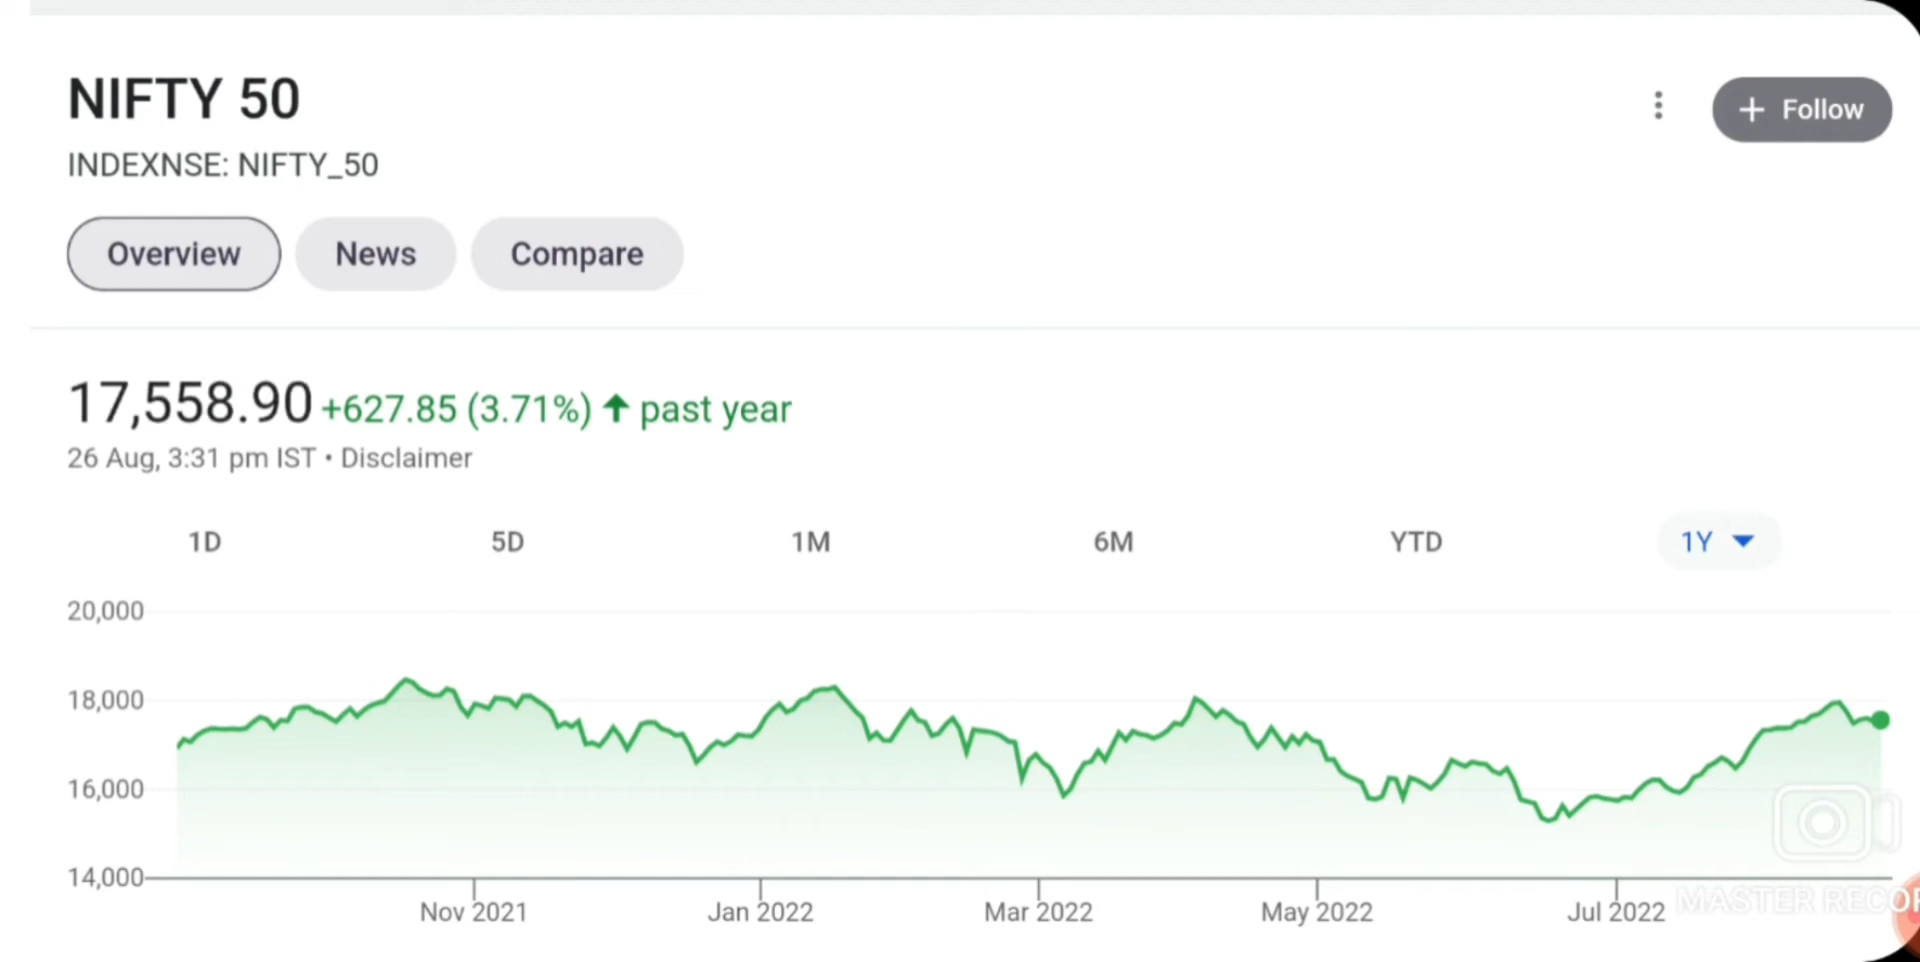 NIFTY 50
+ Follow
INDEXNSE: NIFTY_50
Overview News Compare
17,558.90 +627.85 (3.71%) ↑ past year
26 Aug, 3:31 pm IST • Disclaimer
1D 5D 1M 6M YTD 1Y
20,000
18,000
16,000
14,000
Nov 2021 Jan 2022 Mar 2022 May 2022 Jul 2022
MASTER RECOR